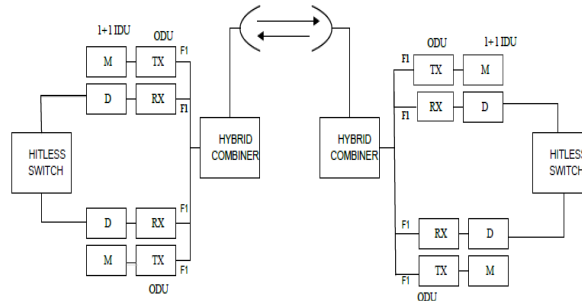 1+1 IDU ODU
M TX F1
D RX F1
HITLESS
SWITCH
HYBRID
COMBINER
D RX F1
M TX F1
ODU
ODU 1+1 IDU
F1 TX M
F1 RX D
HYBRID
COMBINER
HITLESS
SWITCH
F1 RX D
F1 TX M
ODU